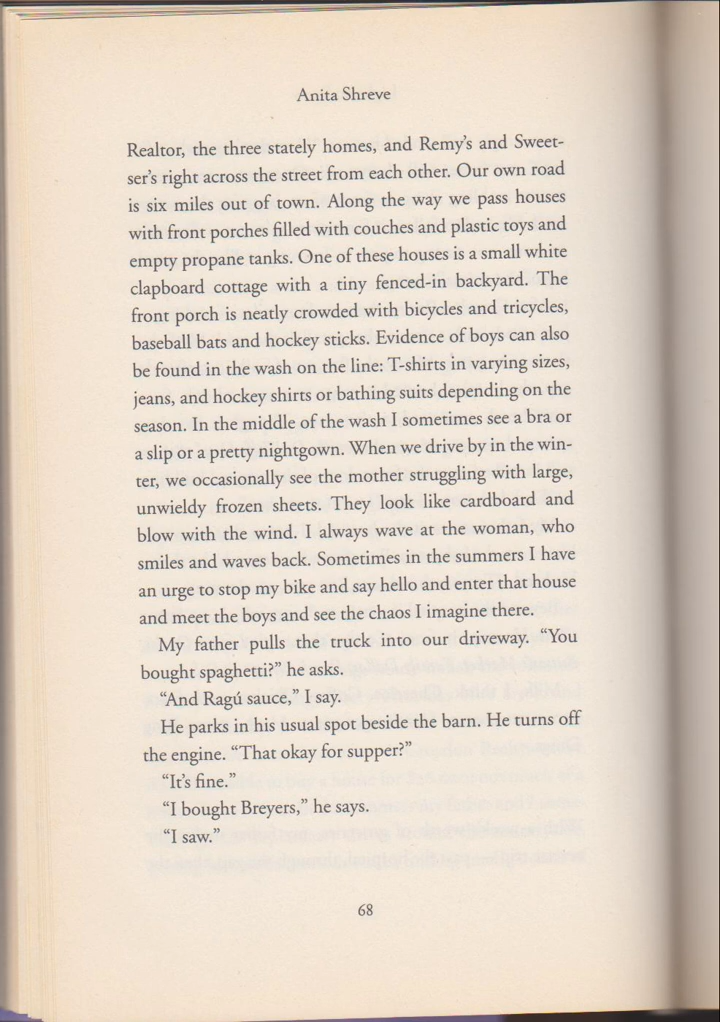 Anita Shreve
Realtor, the three stately homes, and Remy’s and Sweet-
ser’s right across the street from each other. Our own road
is six miles out of town. Along the way we pass houses
with front porches filled with couches and plastic toys and
empty propane tanks. One of these houses is a small white
clapboard cottage with a tiny fenced-in backyard. The
front porch is neatly crowded with bicycles and tricycles,
baseball bats and hockey sticks. Evidence of boys can also
be found in the wash on the line: T-shirts in varying sizes,
jeans, and hockey shirts or bathing suits depending on the
season. In the middle of the wash I sometimes see a bra or
a slip or a pretty nightgown. When we drive by in the win-
ter, we occasionally see the mother struggling with large,
unwieldy frozen sheets. They look like cardboard and
blow with the wind. I always wave at the woman, who
smiles and waves back. Sometimes in the summers I have
an urge to stop my bike and say hello and enter that house
and meet the boys and see the chaos I imagine there.
My father pulls the truck into our driveway. “You
bought spaghetti?” he asks.
“And Ragú sauce,” I say.
He parks in his usual spot beside the barn. He turns off
the engine. “That okay for supper?”
“It’s fine.”
“I bought Breyers,” he says.
“I saw.”
68